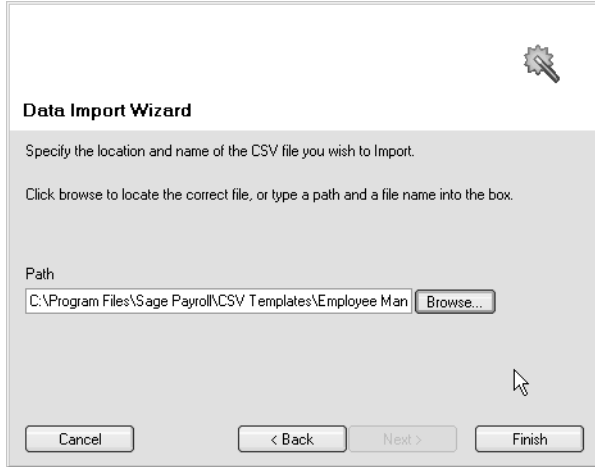 Data Import Wizard
Specify the location and name of the CSV file you wish to Import.
Click browse to locate the correct file, or type a path and a file name into the box.
Path
C:\Program Files\Sage Payroll\CSV Templates\Employee Man Browse...
Cancel < Back Next > Finish